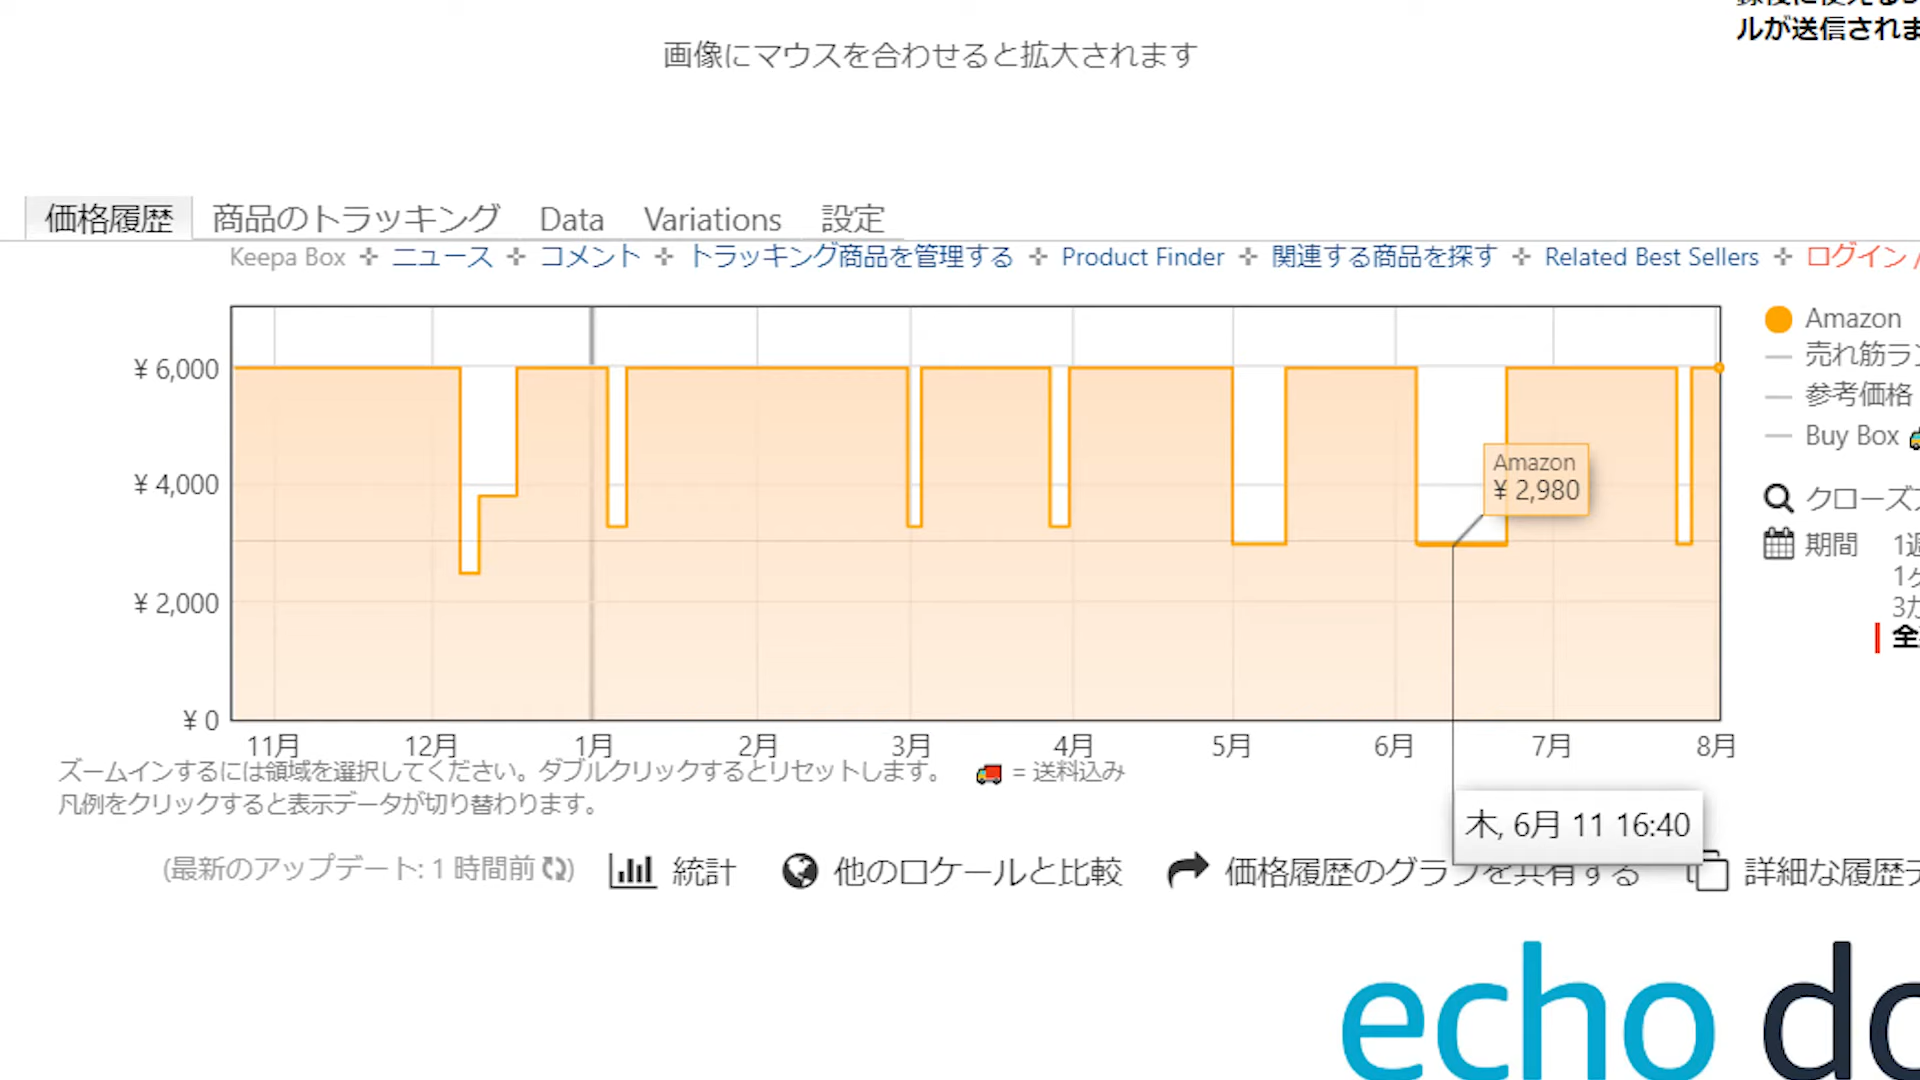 ルが送信されま
画像にマウスを合わせると拡大されます
価格履歴 商品のトラッキング Data Variations 設定
Keepa Box ✛ ニュース ✛ コメント ✛ トラッキング商品を管理する ✛ Product Finder ✛ 関連する商品を探す ✛ Related Best Sellers ✛ ログイン /
¥ 6,000
¥ 4,000
¥ 2,000
¥ 0
Amazon
¥ 2,980
11月 12月 1月 2月 3月 4月 5月 6月 7月 8月
木, 6月 11 16:40
Amazon
売れ筋ラン
参考価格
Buy Box
クローズ
期間 1週
1ケ
3か
全
ズームインするには領域を選択してください。ダブルクリックするとリセットします。 = 送料込み
凡例をクリックすると表示データが切り替わります。
(最新のアップデート: 1 時間前) 統計 他のロケールと比較 価格履歴のグラフを共有する 詳細な履歴デ
echo do